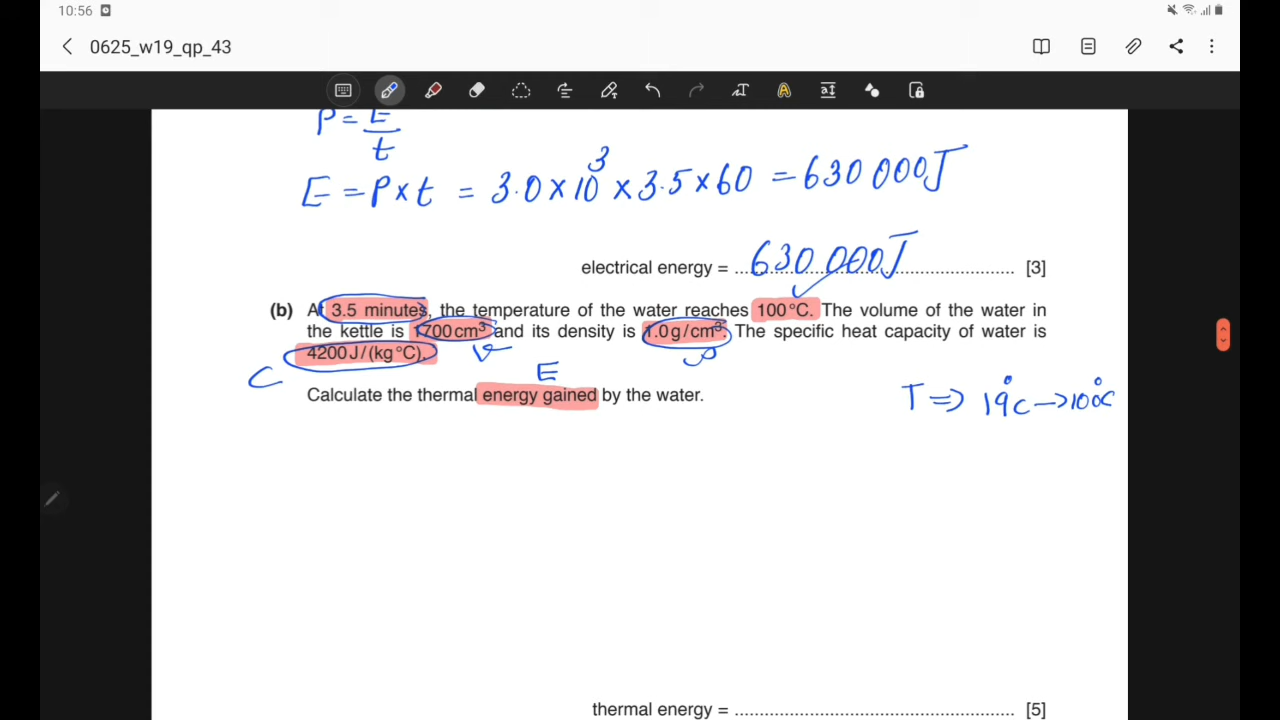 10:56
0625_w19_qp_43
P = E
t
E = P × t = 3.0 × 10³ × 3.5 × 60 = 630 000J
electrical energy = 630 000J [3]
(b) At 3.5 minutes, the temperature of the water reaches 100 °C. The volume of the water in
the kettle is 1700 cm³ and its density is 1.0 g / cm³. The specific heat capacity of water is
4200 J / (kg °C).
V ρ
C E
Calculate the thermal energy gained by the water.
T ⇒ 19°C → 100°C
thermal energy = ................................................ [5]